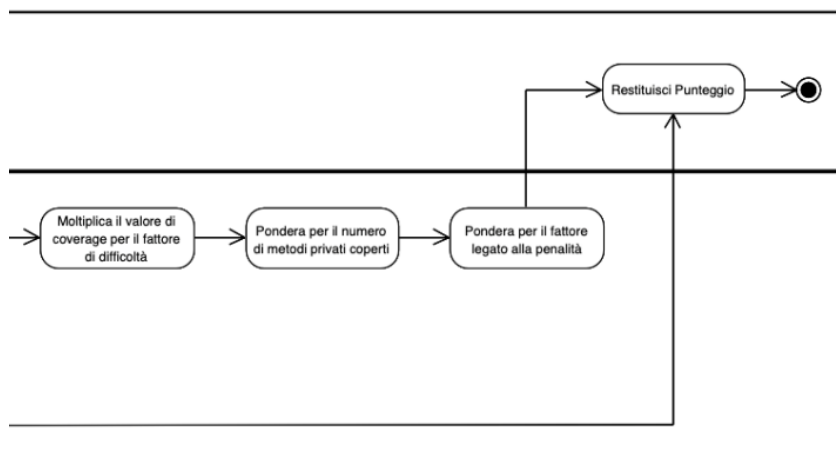 Restituisci Punteggio
Moltiplica il valore di
coverage per il fattore
di difficoltà
Pondera per il numero
di metodi privati coperti
Pondera per il fattore
legato alla penalità